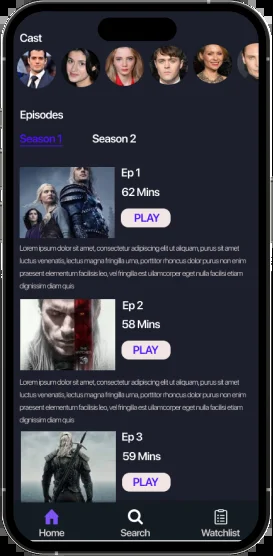 Cast
Episodes
Season 1 Season 2
Ep 1
62 Mins
PLAY
Lorem ipsum dolor sit amet, consectetur adipiscing elit ut aliquam, purus sit amet
luctus venenatis, lectus magna fringilla urna, porttitor rhoncus dolor purus non enim
praesent elementum facilisis leo, vel fringilla est ullamcorper eget nulla facilisi etiam
dignissim diam quis
Ep 2
58 Mins
PLAY
Lorem ipsum dolor sit amet, consectetur adipiscing elit ut aliquam, purus sit amet
luctus venenatis, lectus magna fringilla urna, porttitor rhoncus dolor purus non enim
praesent elementum facilisis leo, vel fringilla est ullamcorper eget nulla facilisi etiam
dignissim diam quis
Ep 3
59 Mins
PLAY
Home Search Watchlist